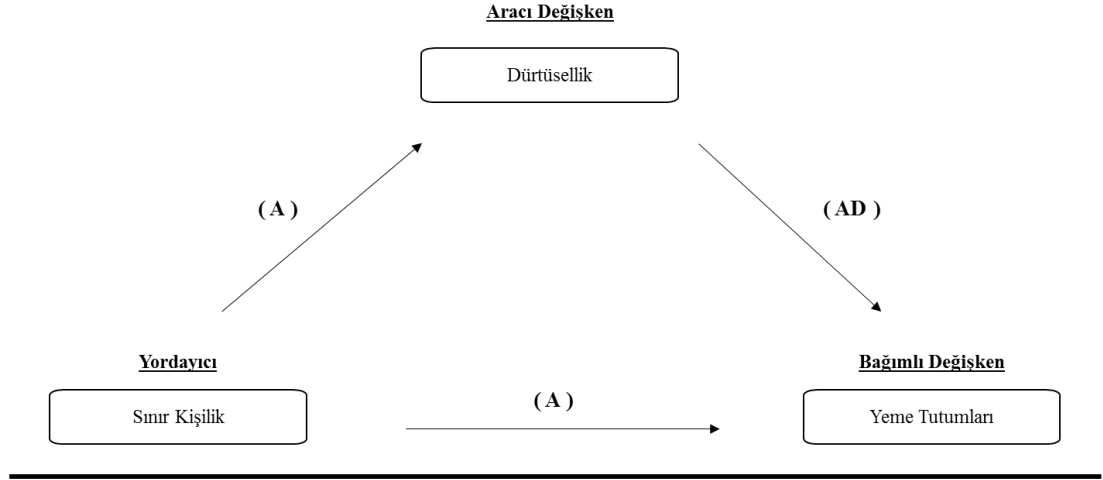 Aracı Değişken
Dürtüsellik
( A )
( AD )
Yordayıcı
Bağımlı Değişken
Sınır Kişilik
( A )
Yeme Tutumları